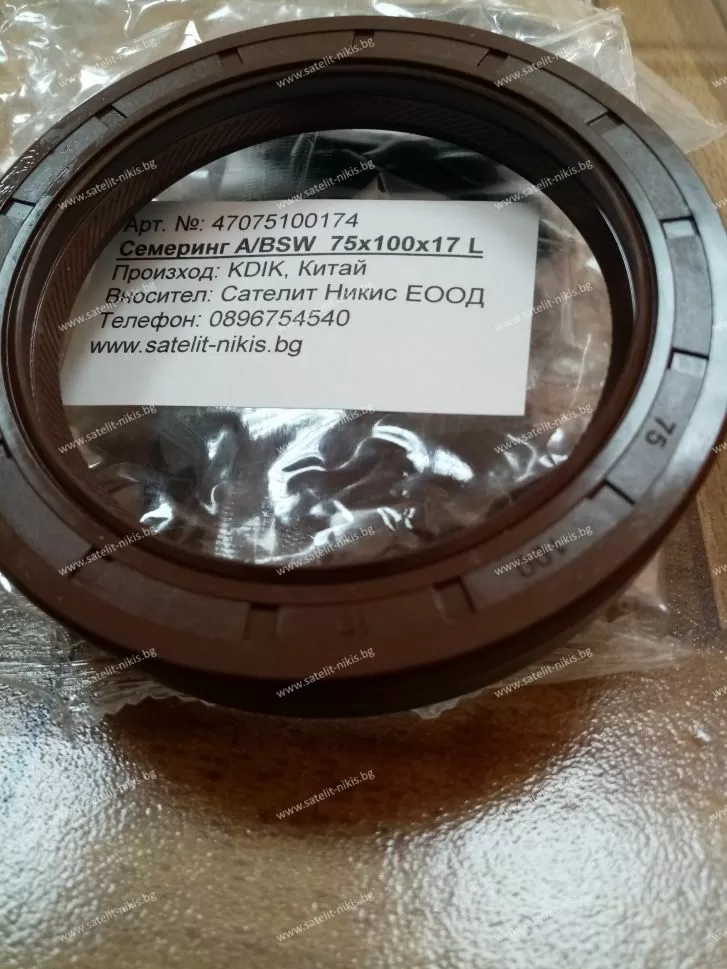 Арт. №: 47075100174
Семеринг A/BSW 75x100x17 L
Произход: KDIK, Китай
Вносител: Сателит Никис ЕООД
Телефон: 0896754540
www.satelit-nikis.bg
75
100
www.satelit-nikis.bg